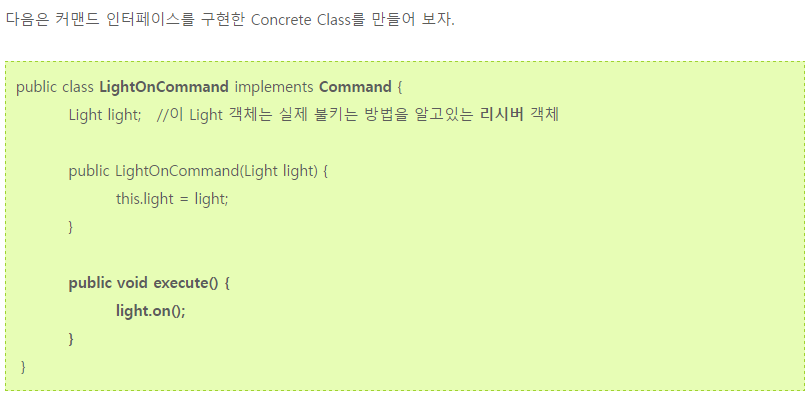 다음은 커맨드 인터페이스를 구현한 Concrete Class를 만들어 보자.
public class LightOnCommand implements Command {
Light light; //이 Light 객체는 실제 불키는 방법을 알고있는 리시버 객체
public LightOnCommand(Light light) {
this.light = light;
}
public void execute() {
light.on();
}
}